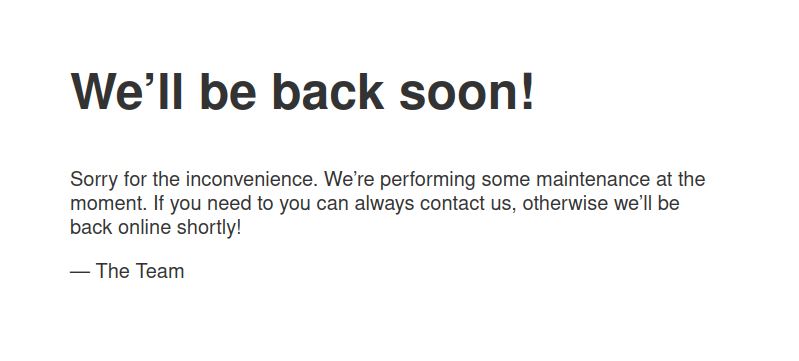 We’ll be back soon!
Sorry for the inconvenience. We’re performing some maintenance at the
moment. If you need to you can always contact us, otherwise we’ll be
back online shortly!
— The Team